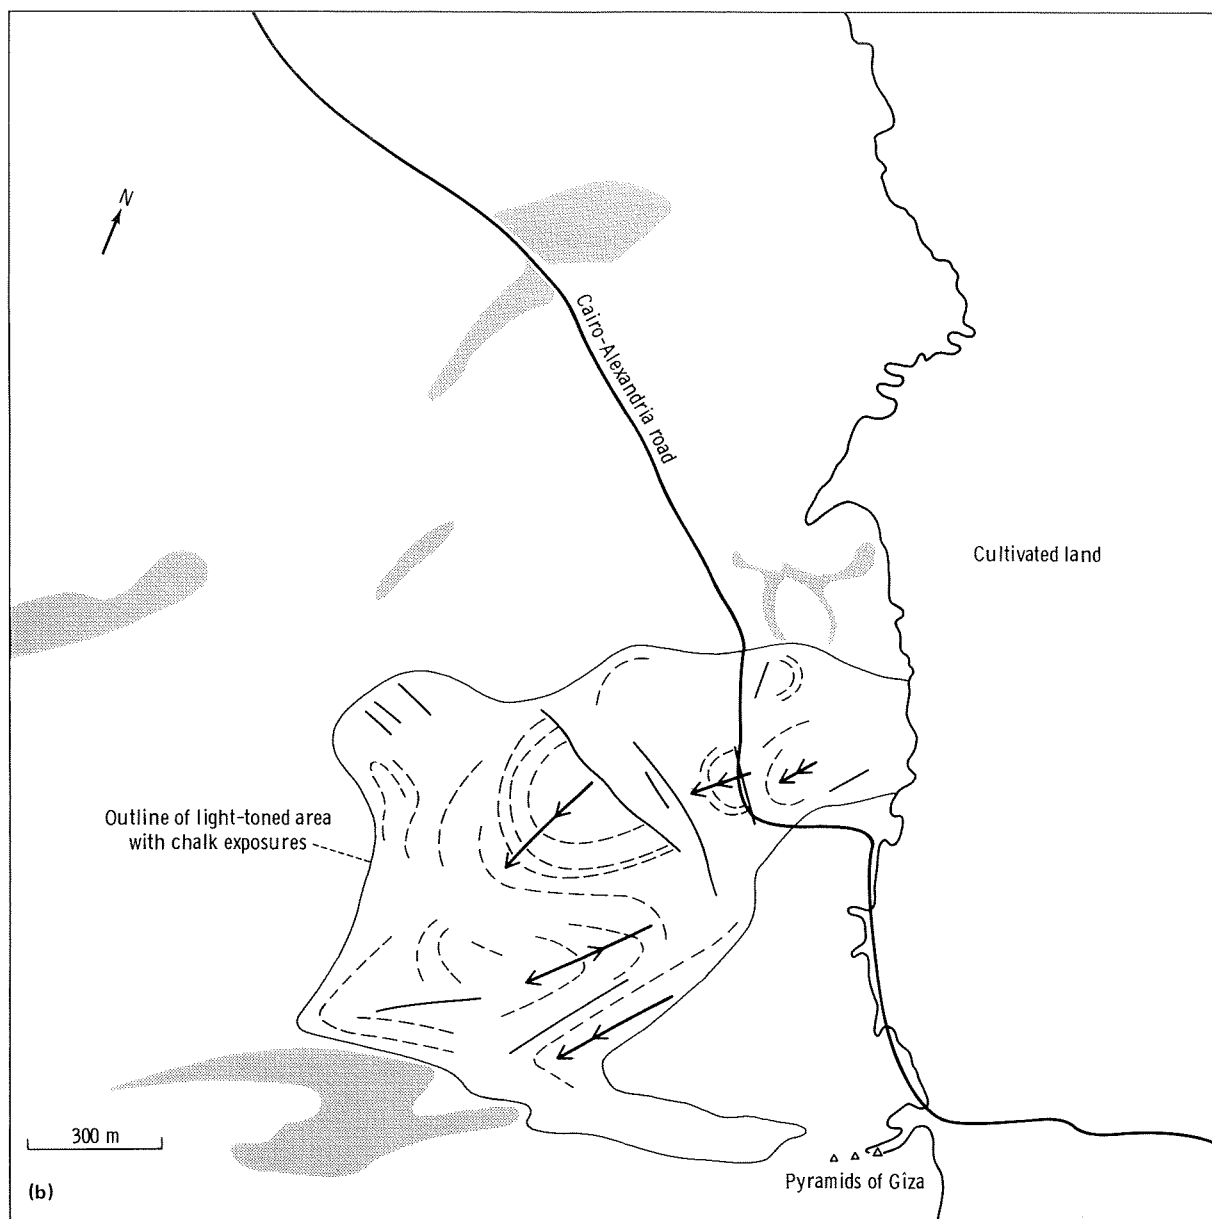 N
Cairo-Alexandria road
Cultivated land
Outline of light-toned area
with chalk exposures
300 m
Pyramids of Gîza
(b)